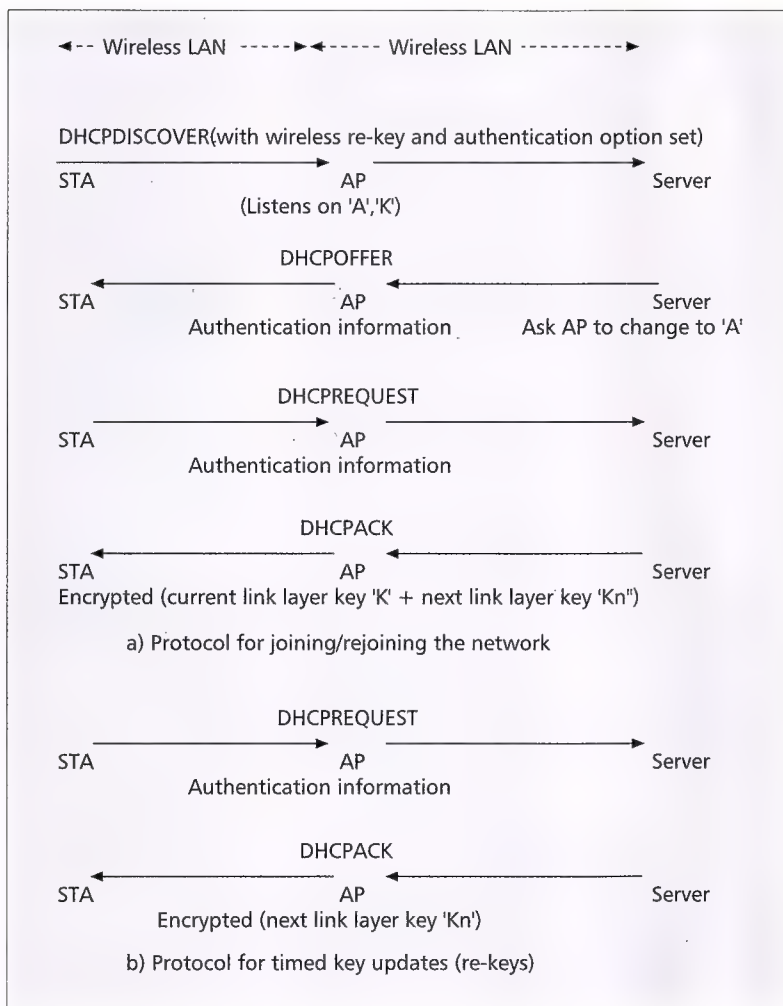 Wireless LAN Wireless LAN
DHCPDISCOVER(with wireless re-key and authentication option set)
STA AP Server
(Listens on 'A','K')
DHCPOFFER
STA AP Server
Authentication information Ask AP to change to 'A'
DHCPREQUEST
STA AP Server
Authentication information
DHCPACK
STA AP Server
Encrypted (current link layer key 'K' + next link layer key 'Kn")
a) Protocol for joining/rejoining the network
DHCPREQUEST
STA AP Server
Authentication information
DHCPACK
STA AP Server
Encrypted (next link layer key 'Kn')
b) Protocol for timed key updates (re-keys)